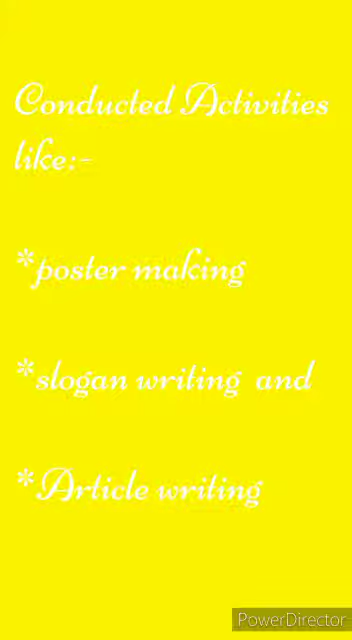 Conducted Activities
like:-
*poster making
*slogan writing and
*Article writing
PowerDirector